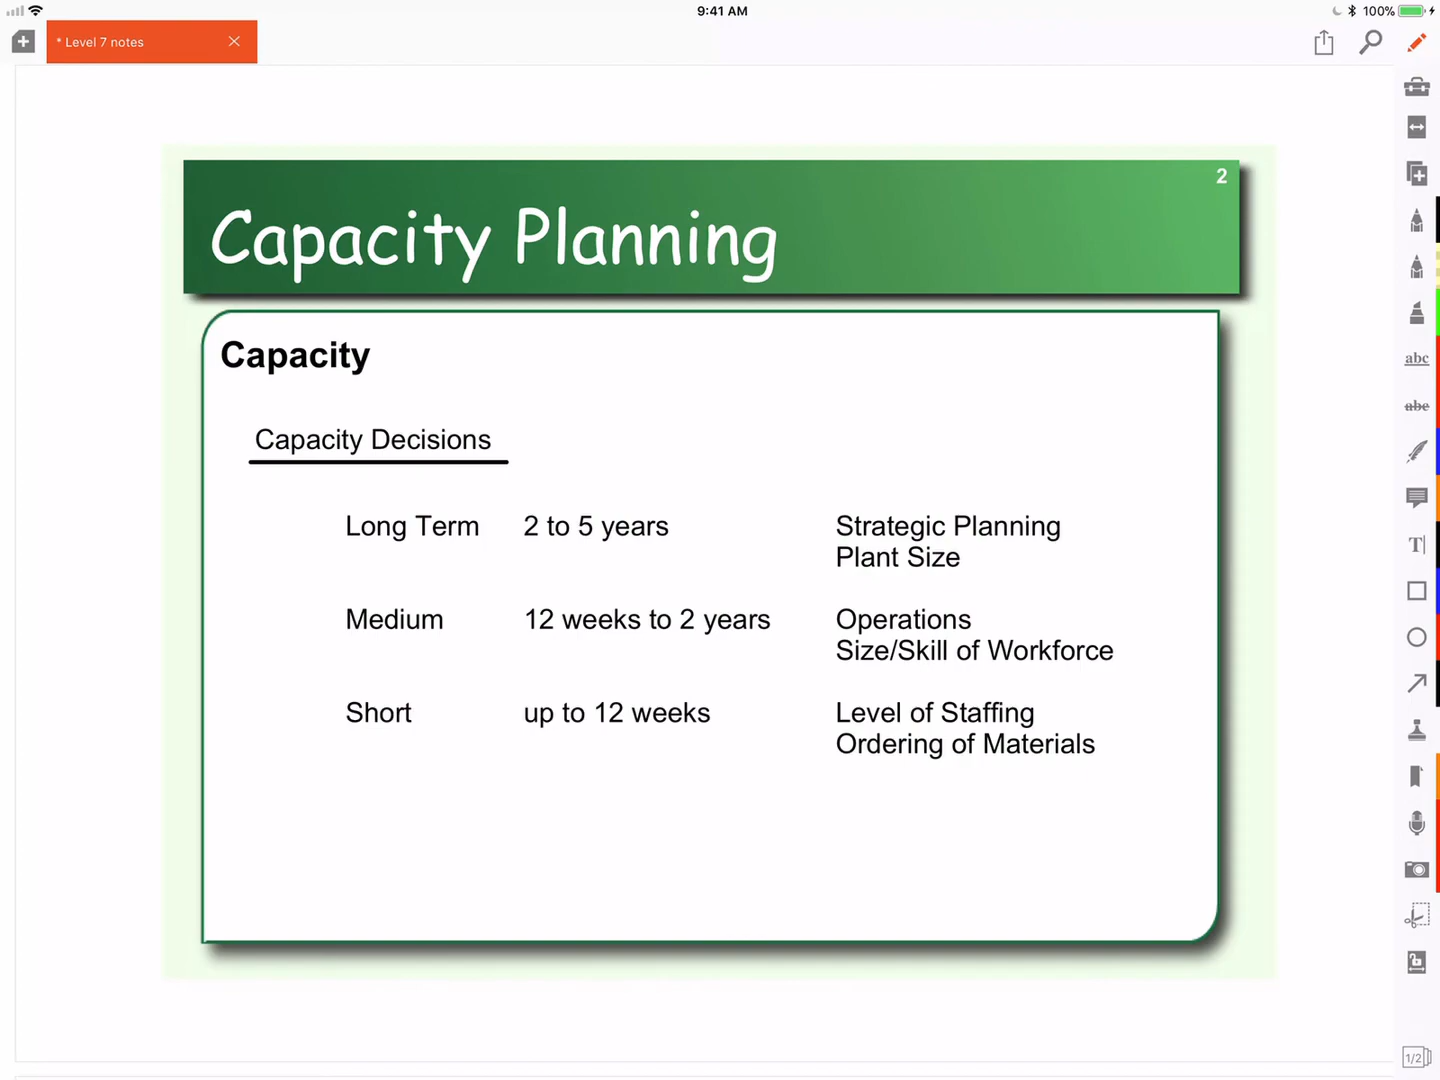 9:41 AM
100%
* Level 7 notes
2
Capacity Planning
Capacity
Capacity Decisions
Long Term 2 to 5 years Strategic Planning
Plant Size
Medium 12 weeks to 2 years Operations
Size/Skill of Workforce
Short up to 12 weeks Level of Staffing
Ordering of Materials
abc
abc
T
1/2